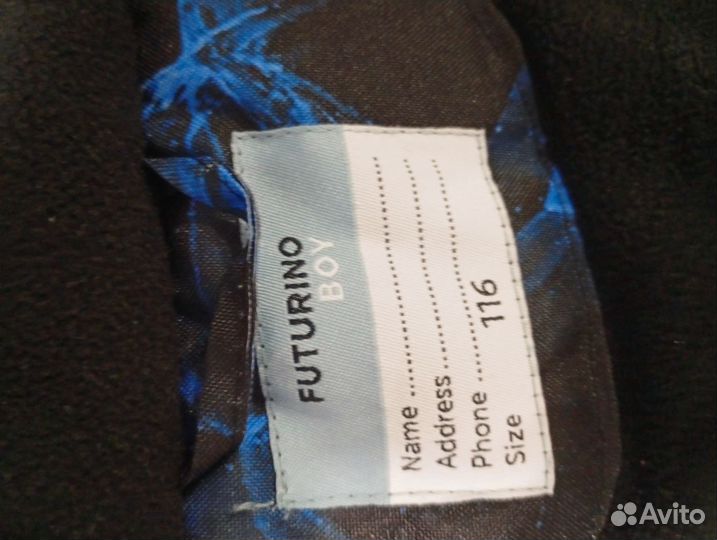 FUTURINO
BOY
Name ....................................
Address...............................
Phone ..................................
Size 116
Avito